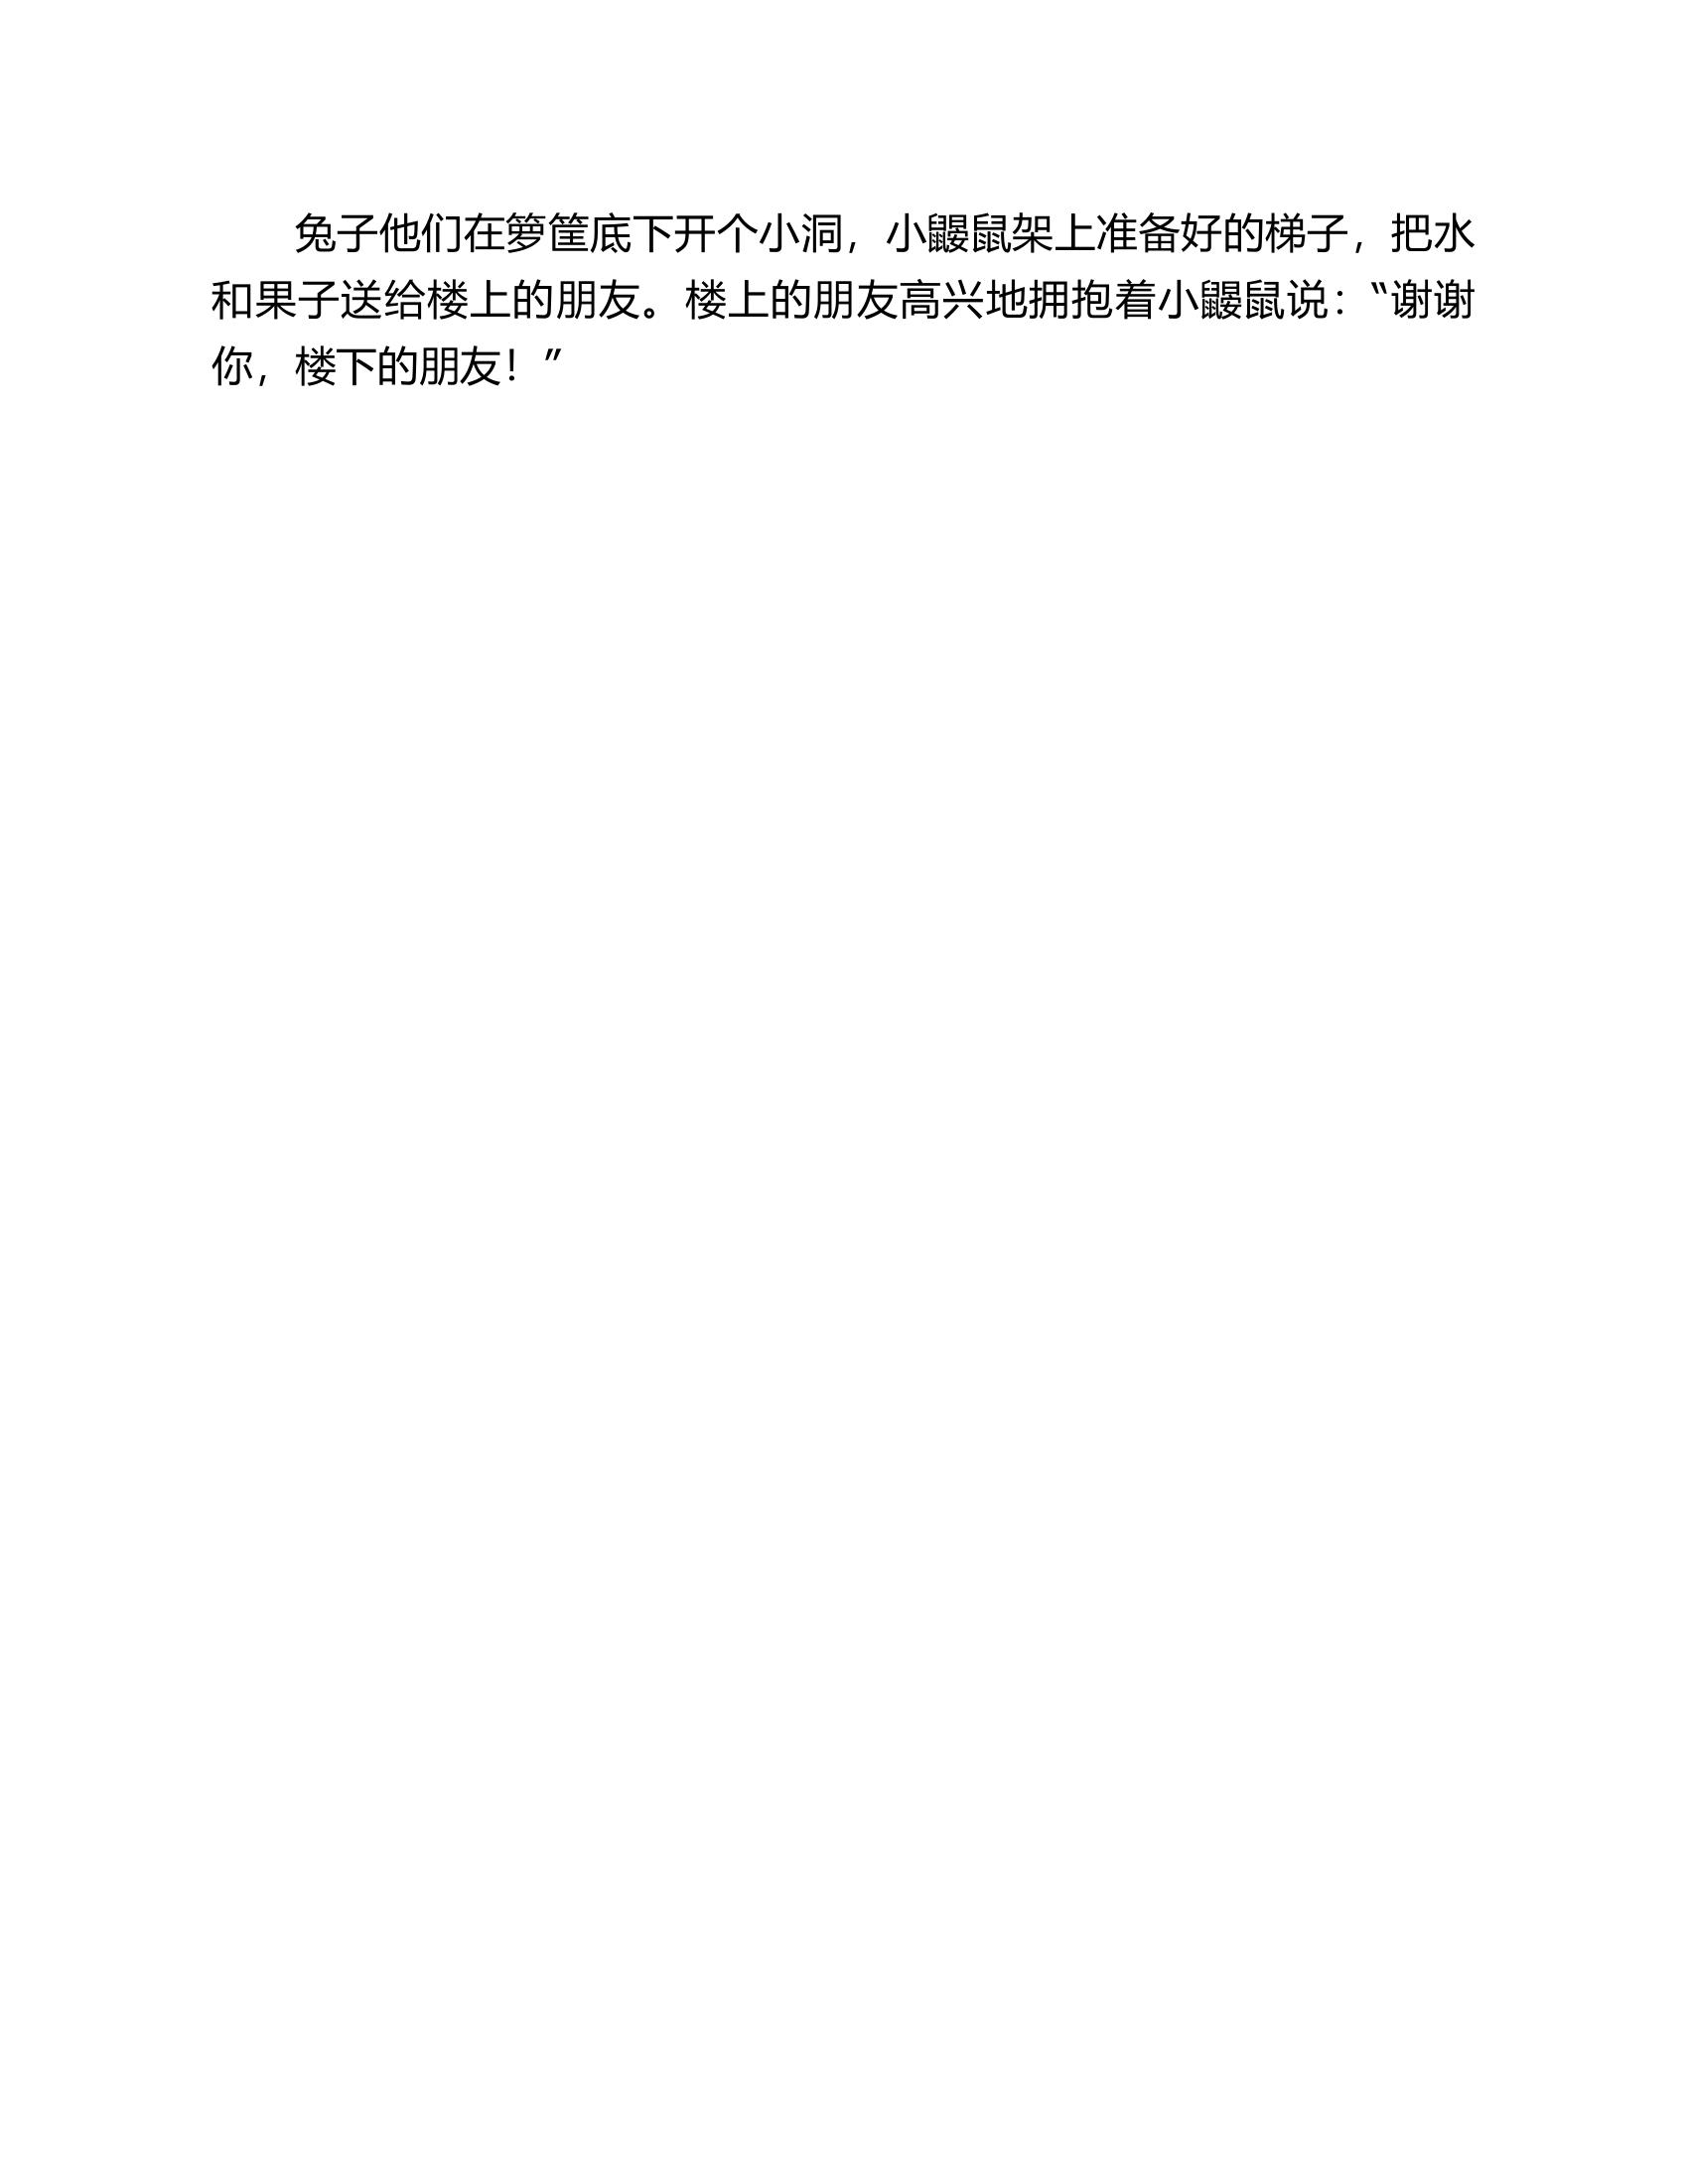 兔子他们在箩筐底下开个小洞，小鼹鼠架上准备好的梯子，把水
和果子送给楼上的朋友。楼上的朋友高兴地拥抱着小鼹鼠说：“谢谢
你，楼下的朋友！”